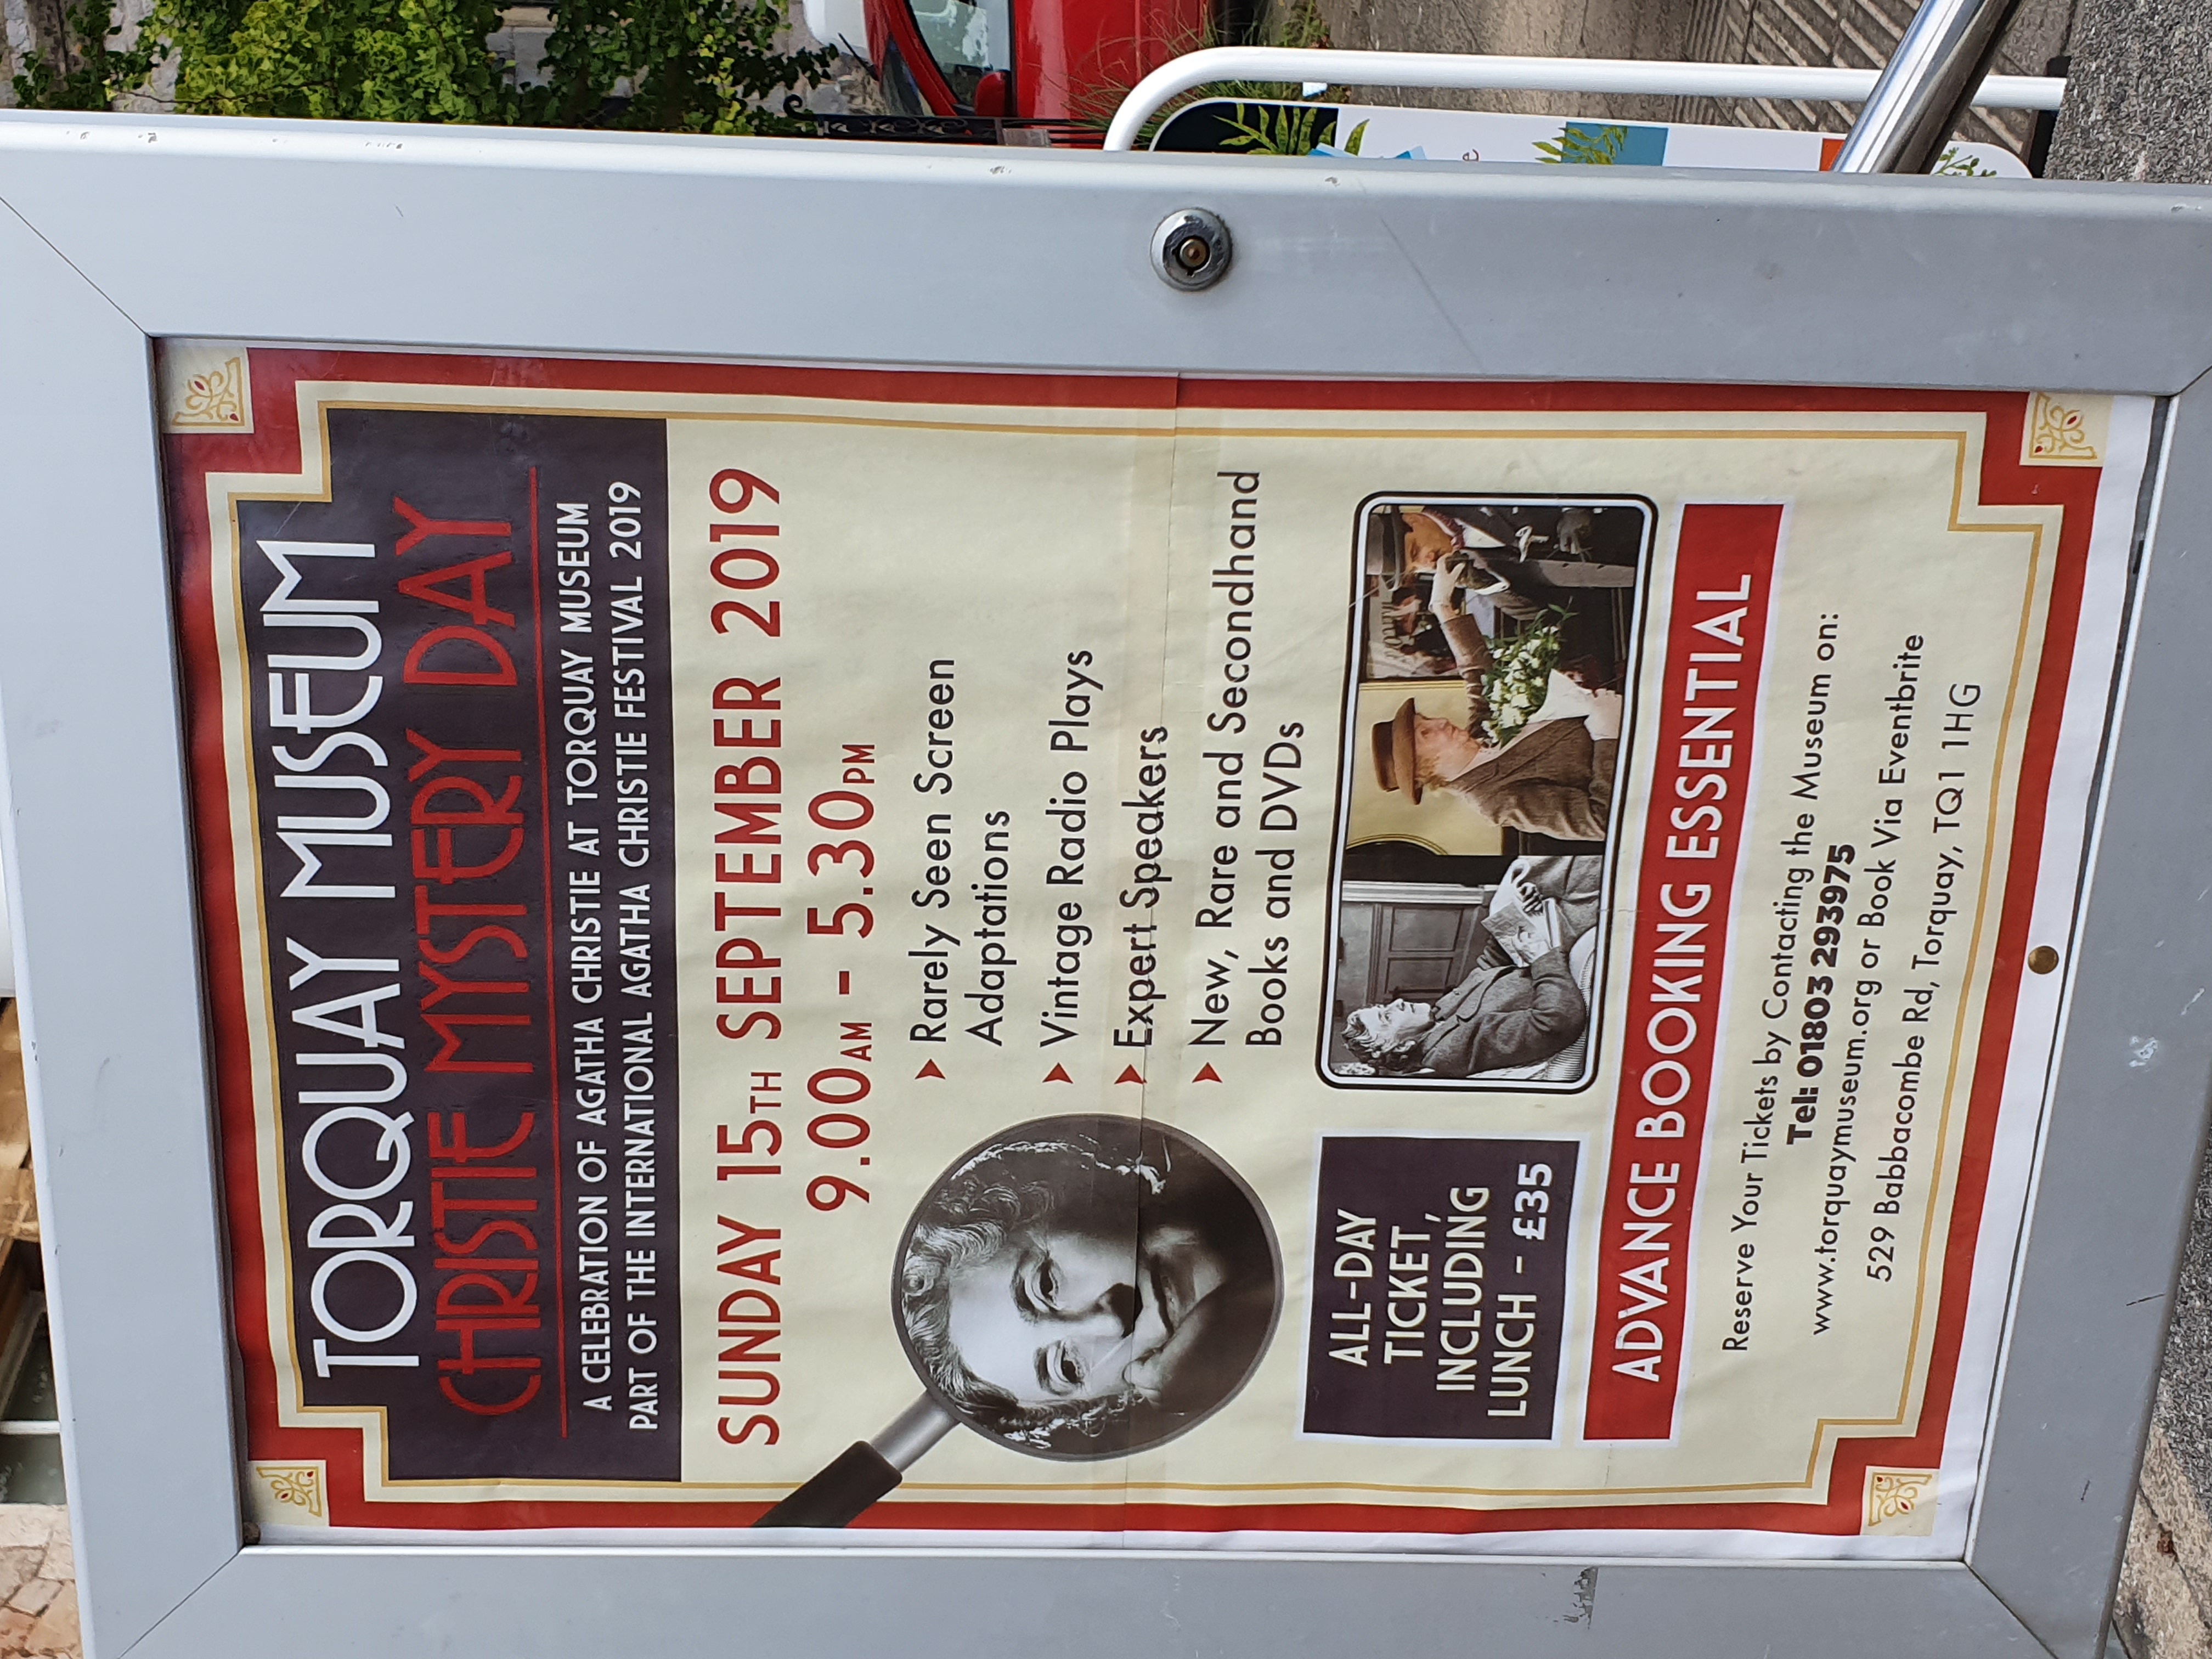 TORQUAY MUSEUM
CHRISTIE MYSTERY DAY
A CELEBRATION OF AGATHA CHRISTIE AT TORQUAY MUSEUM
PART OF THE INTERNATIONAL AGATHA CHRISTIE FESTIVAL 2019
SUNDAY 15TH SEPTEMBER 2019
9.00AM - 5.30PM
Rarely Seen Screen
Adaptations
Vintage Radio Plays
Expert Speakers
New, Rare and Secondhand
Books and DVDs
ALL-DAY
TICKET,
INCLUDING
LUNCH - £35
ADVANCE BOOKING ESSENTIAL
Reserve Your Tickets by Contacting the Museum on:
Tel: 01803 293975
www.torquaymuseum.org or Book Via Eventbrite
529 Babbacombe Rd, Torquay, TQ1 1HG